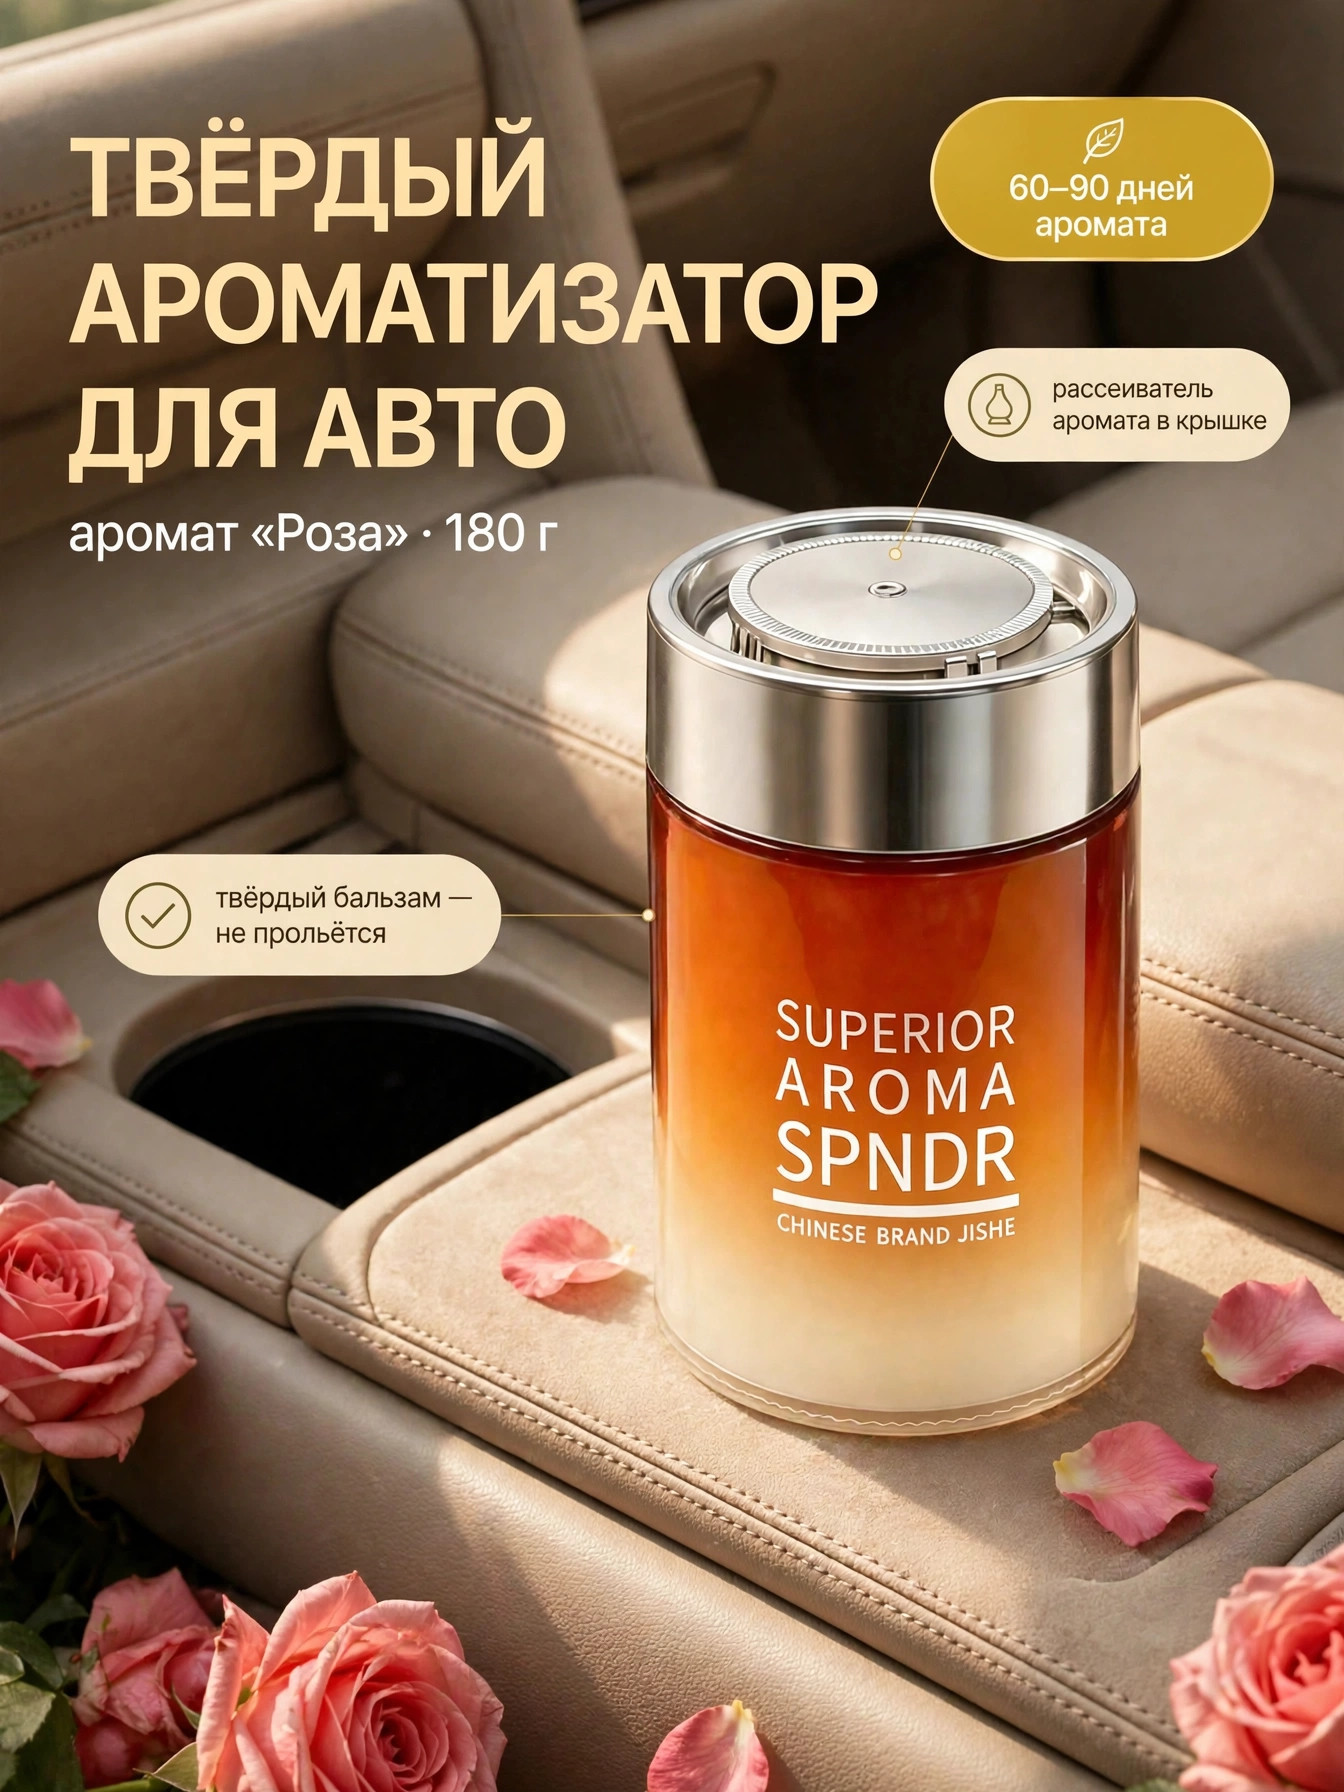 ТВЁРДЫЙ
АРОМАТИЗАТОР
ДЛЯ АВТО
аромат «Роза» · 180 г
60–90 дней
аромата
рассеиватель
аромата в крышке
твёрдый бальзам —
не прольётся
SUPERIOR
AROMA
SPNDR
CHINESE BRAND JISHE